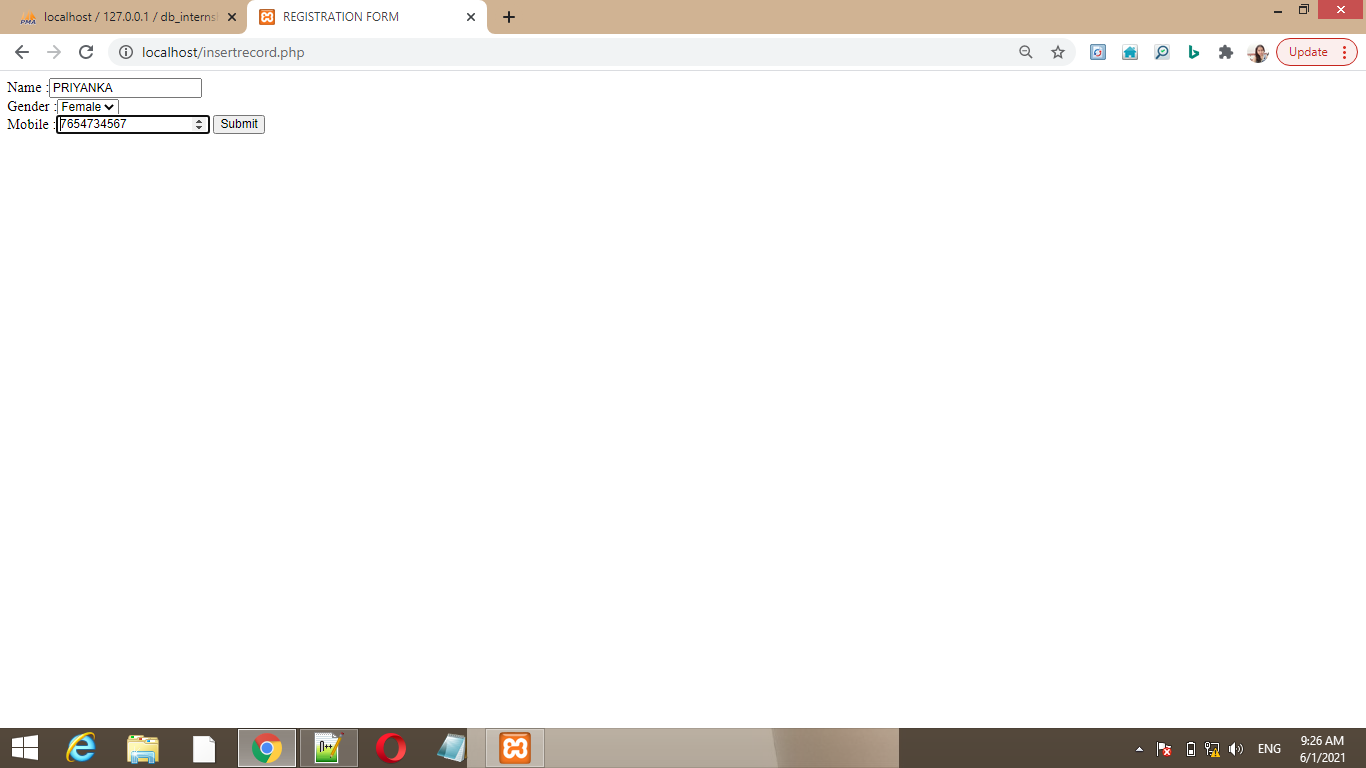 localhost / 127.0.0.1 / db_interns
REGISTRATION FORM
localhost/insertrecord.php
Update
Name : PRIYANKA
Gender : Female
Mobile : 7654734567 Submit
ENG
9:26 AM
6/1/2021